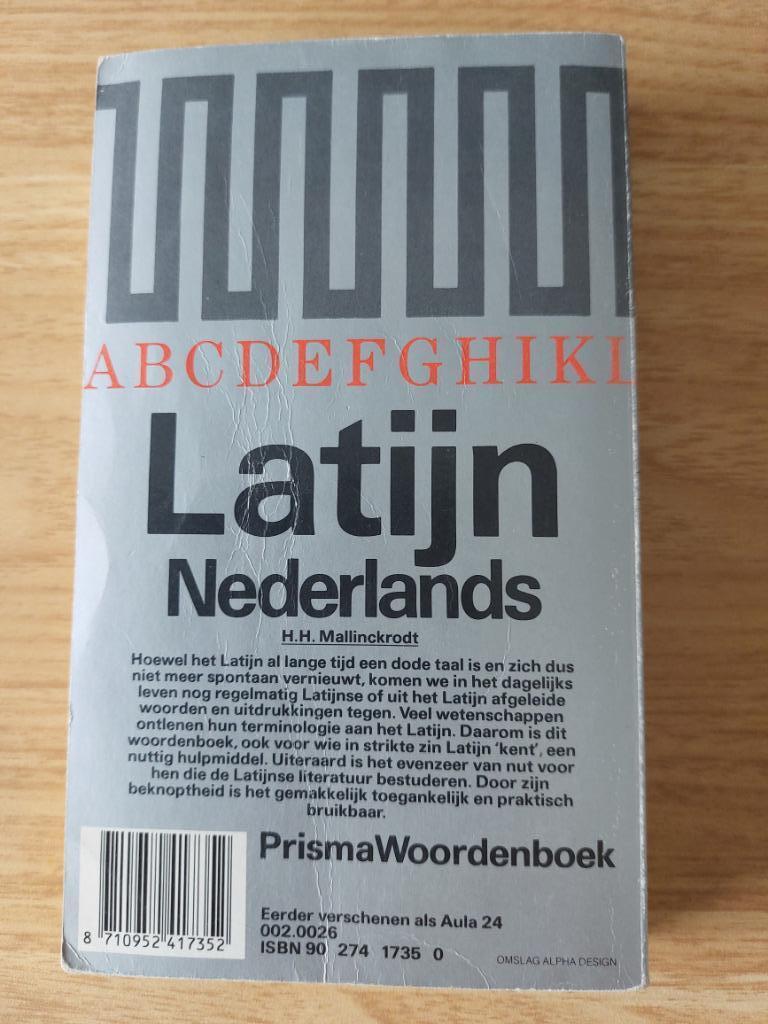 ABCDEFGHIKL
Latijn
Nederlands
H.H. Mallinckrodt
Hoewel het Latijn al lange tijd een dode taal is en zich dus
niet meer spontaan vernieuwt, komen we in het dagelijks
leven nog regelmatig Latijnse of uit het Latijn afgeleide
woorden en uitdrukkingen tegen. Veel wetenschappen
ontlenen hun terminologie aan het Latijn. Daarom is dit
woordenboek, ook voor wie in strikte zin Latijn 'kent', een
nuttig hulpmiddel. Uiteraard is het evenzeer van nut voor
hen die de Latijnse literatuur bestuderen. Door zijn
beknoptheid is het gemakkelijk toegankelijk en praktisch
bruikbaar.
PrismaWoordenboek
Eerder verschenen als Aula 24
002.0026
ISBN 90 274 1735 0
8 710952 417352
OMSLAG ALPHA DESIGN